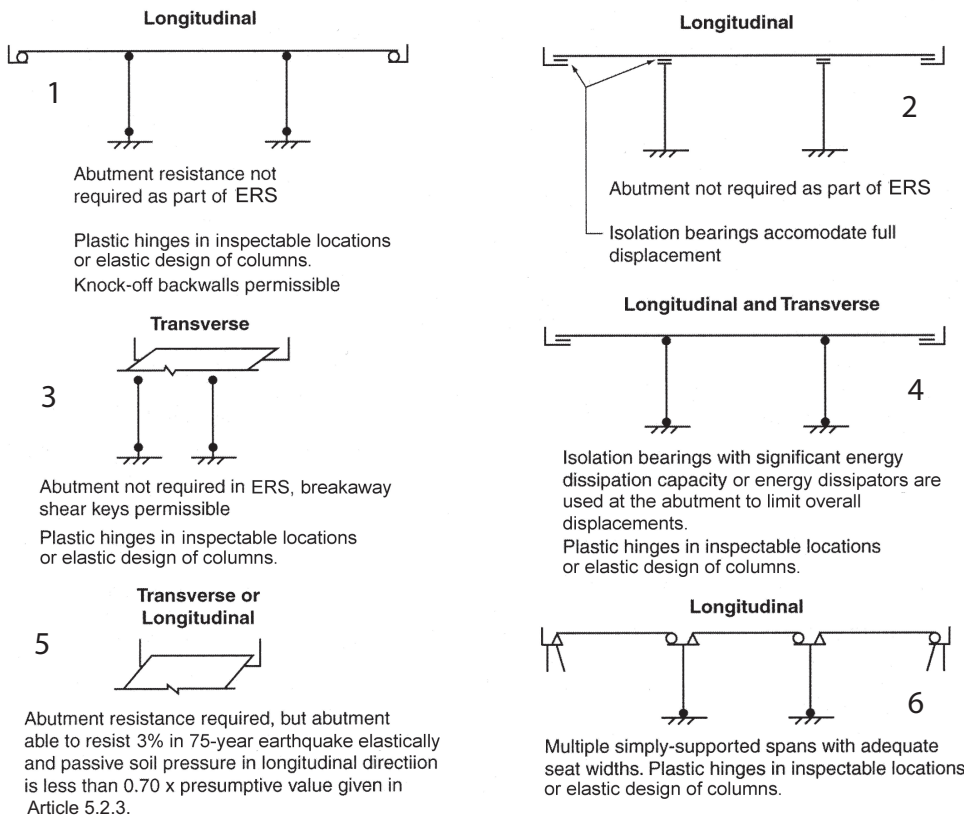 Longitudinal
1
Abutment resistance not
required as part of ERS
Plastic hinges in inspectable locations
or elastic design of columns.
Knock-off backwalls permissible
Longitudinal
2
Abutment not required as part of ERS
Isolation bearings accomodate full
displacement
Transverse
3
Abutment not required in ERS, breakaway
shear keys permissible
Plastic hinges in inspectable locations
or elastic design of columns.
Longitudinal and Transverse
4
Isolation bearings with significant energy
dissipation capacity or energy dissipators are
used at the abutment to limit overall
displacements.
Plastic hinges in inspectable locations
or elastic design of columns.
Transverse or
Longitudinal
5
Abutment resistance required, but abutment
able to resist 3% in 75-year earthquake elastically
and passive soil pressure in longitudinal directiion
is less than 0.70 x presumptive value given in
Article 5.2.3.
Longitudinal
6
Multiple simply-supported spans with adequate
seat widths. Plastic hinges in inspectable locations
or elastic design of columns.